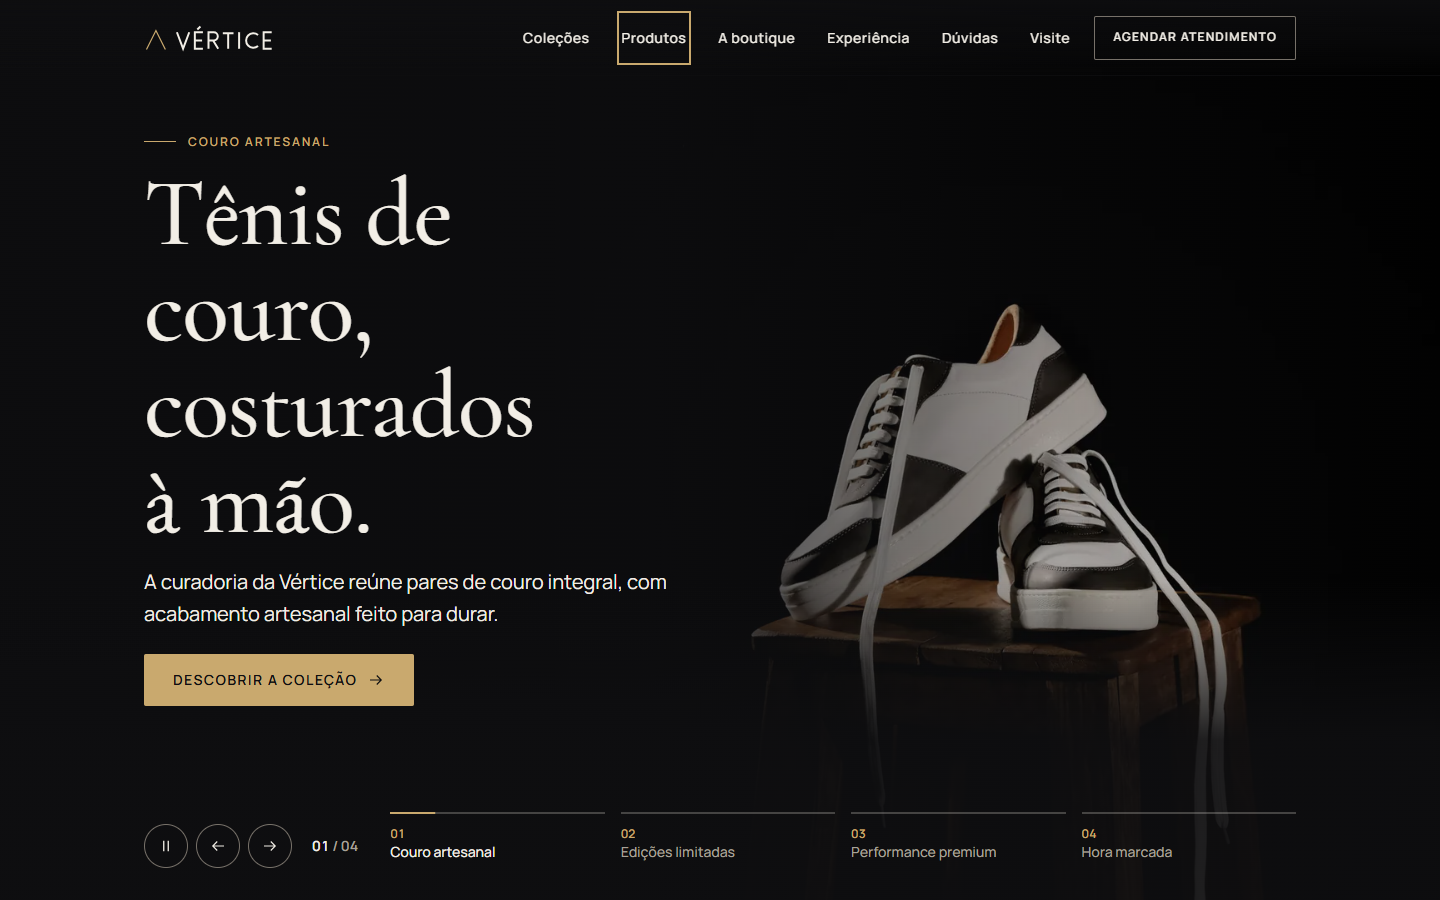 VÉRTICE
Coleções
Produtos
A boutique
Experiência
Dúvidas
Visite
AGENDAR ATENDIMENTO
COURO ARTESANAL
Tênis de
couro,
costurados
à mão.
A curadoria da Vértice reúne pares de couro integral, com
acabamento artesanal feito para durar.
DESCOBRIR A COLEÇÃO →
01 / 04
01
Couro artesanal
02
Edições limitadas
03
Performance premium
04
Hora marcada